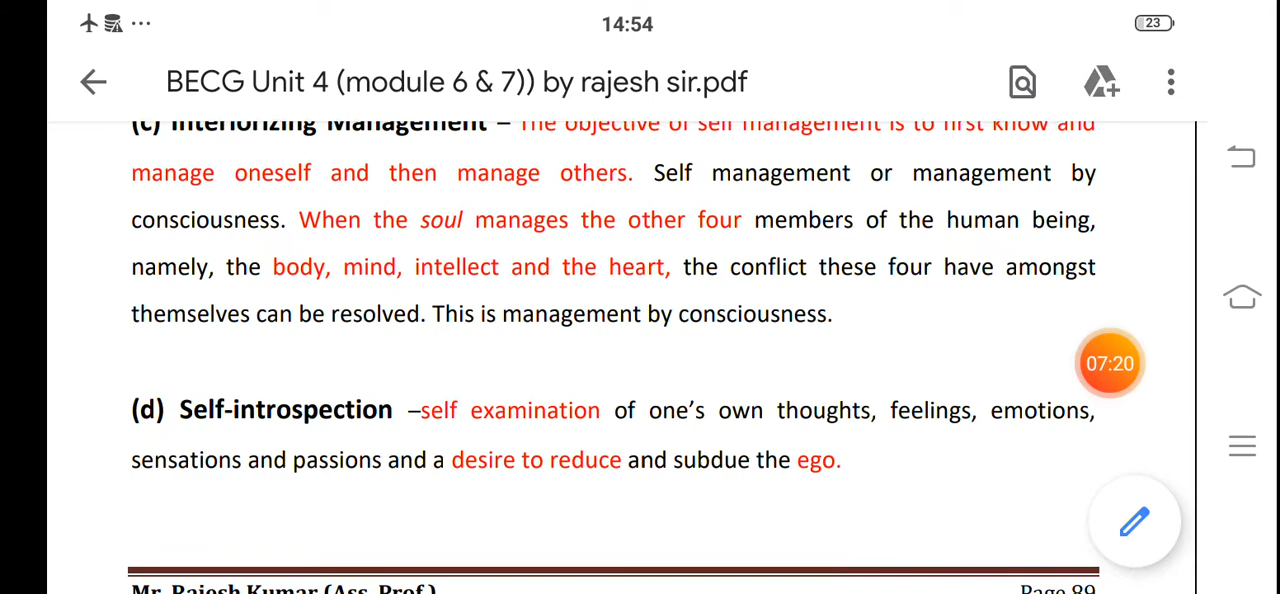 14:54
23
BECG Unit 4 (module 6 & 7)) by rajesh sir.pdf
(c) Interiorizing Management – The objective of self management is to first know and
manage oneself and then manage others. Self management or management by
consciousness. When the soul manages the other four members of the human being,
namely, the body, mind, intellect and the heart, the conflict these four have amongst
themselves can be resolved. This is management by consciousness.
07:20
(d) Self-introspection –self examination of one's own thoughts, feelings, emotions,
sensations and passions and a desire to reduce and subdue the ego.
Mr. Rajesh Kumar (Ass. Prof.) Page 89